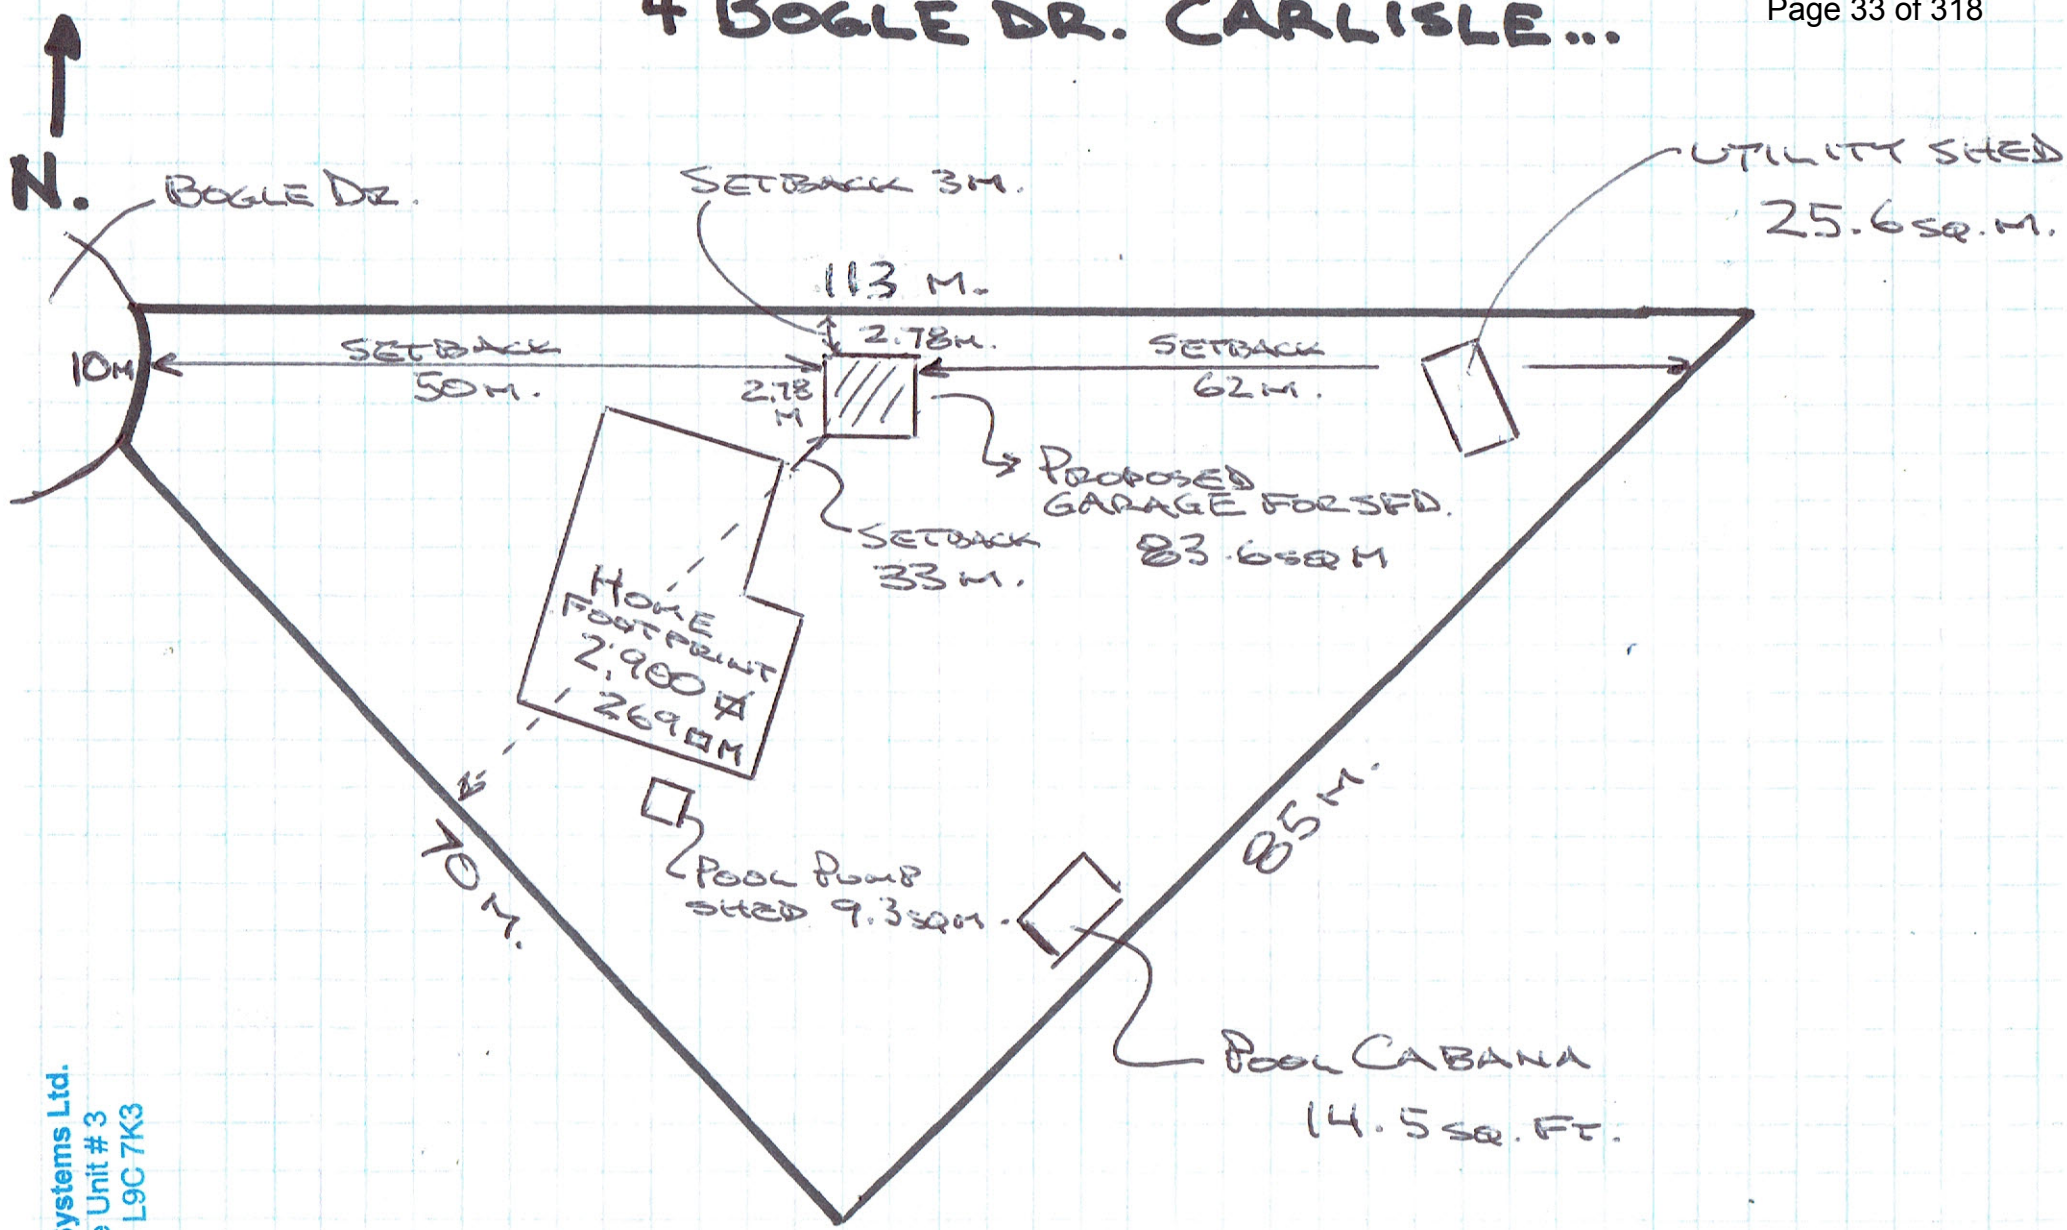 4 BOGLE DR. CARLISLE...
Page 33 of 318
N.
BOGLE DR.
SETBACK 3M.
UTILITY SHED
25.6 SQ.M.
113 M.
2.78M.
10M
SETBACK
50M.
2.78
M
SETBACK
62M.
PROPOSED
GARAGE FOR SFD.
83.6 SQ M
SETBACK
33 M.
HOME
FOOTPRINT
2,900
269 M
70 M.
85 M.
POOL PUMP
SHED 9.3 SQM.
POOL CABANA
14.5 SQ. FT.
ystems Ltd.
Unit # 3
L9C 7K3